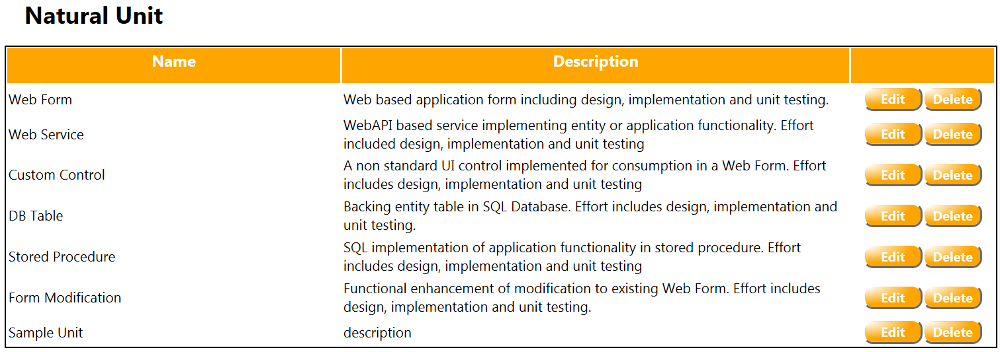 Natural Unit
Name Description
Web Form Web based application form including design, implementation and unit testing. Edit Delete
Web Service WebAPI based service implementing entity or application functionality. Effort
included design, implementation and unit testing Edit Delete
Custom Control A non standard UI control implemented for consumption in a Web Form. Effort
includes design, implementation and unit testing Edit Delete
DB Table Backing entity table in SQL Database. Effort includes design, implementation and
unit testing. Edit Delete
Stored Procedure SQL implementation of application functionality in stored procedure. Effort
includes design, implementation and unit testing Edit Delete
Form Modification Functional enhancement of modification to existing Web Form. Effort includes
design, implementation and unit testing. Edit Delete
Sample Unit description Edit Delete